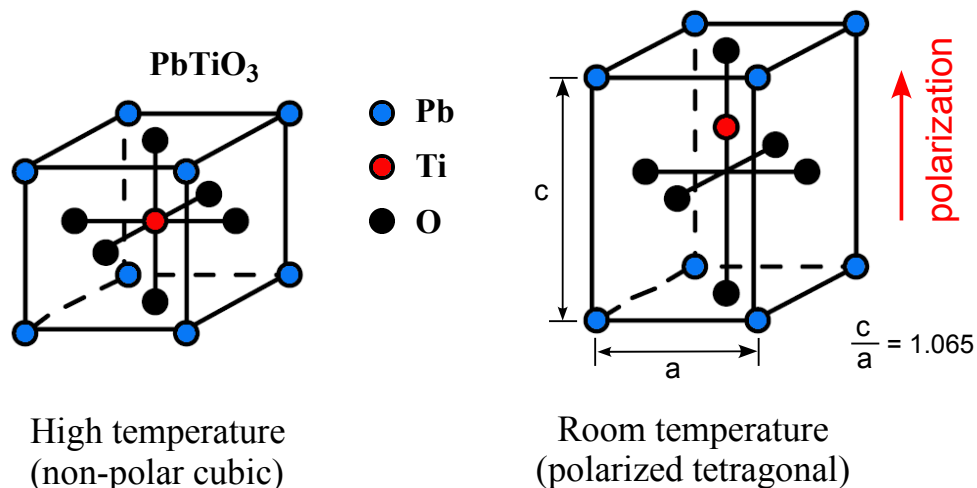 PbTiO₃
Pb
Ti
O
High temperature
(non-polar cubic)
c
a
polarization
c/a = 1.065
Room temperature
(polarized tetragonal)